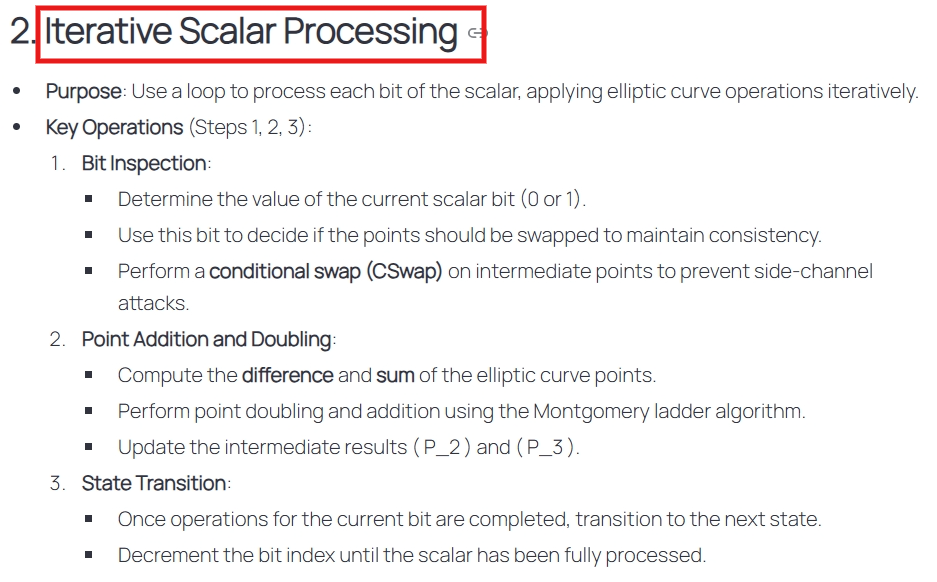 2. Iterative Scalar Processing
• Purpose: Use a loop to process each bit of the scalar, applying elliptic curve operations iteratively.
• Key Operations (Steps 1, 2, 3):
1. Bit Inspection:
▪ Determine the value of the current scalar bit (0 or 1).
▪ Use this bit to decide if the points should be swapped to maintain consistency.
▪ Perform a conditional swap (CSwap) on intermediate points to prevent side-channel
attacks.
2. Point Addition and Doubling:
▪ Compute the difference and sum of the elliptic curve points.
▪ Perform point doubling and addition using the Montgomery ladder algorithm.
▪ Update the intermediate results ( P_2 ) and ( P_3 ).
3. State Transition:
▪ Once operations for the current bit are completed, transition to the next state.
▪ Decrement the bit index until the scalar has been fully processed.